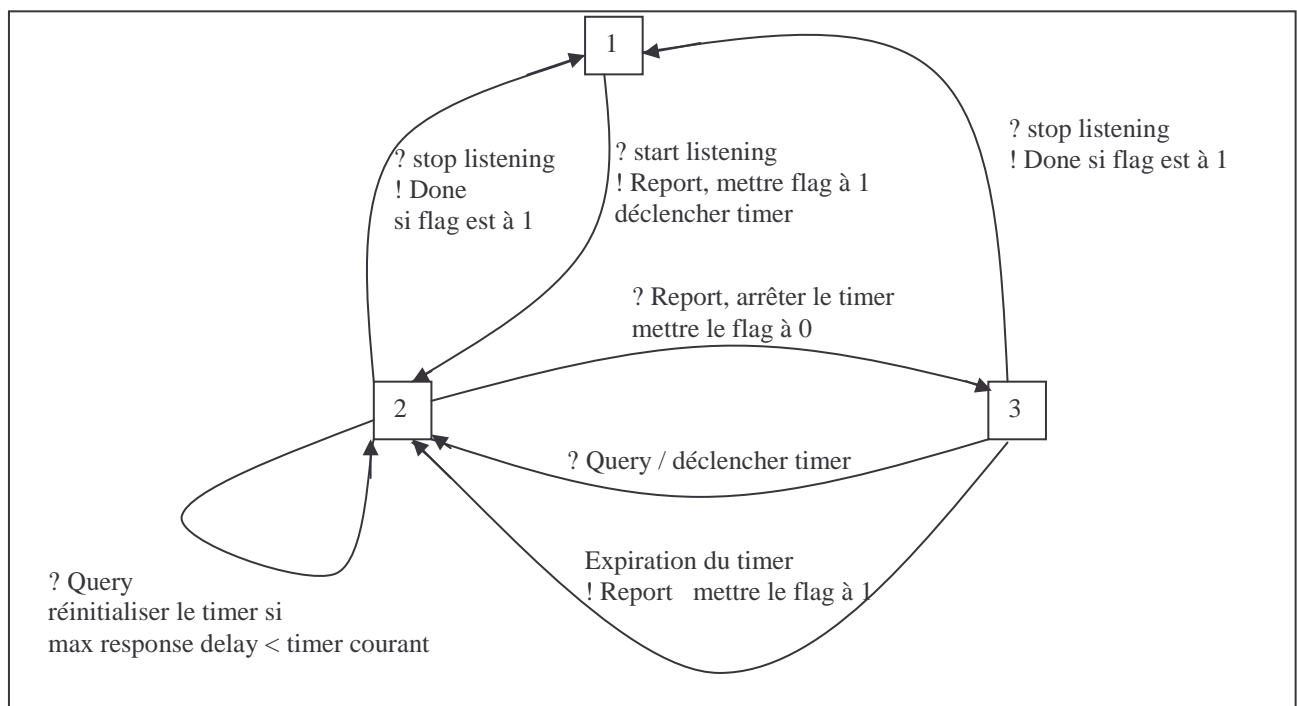 1
? stop listening
! Done si flag est à 1
? stop listening
! Done
si flag est à 1
? start listening
! Report, mettre flag à 1
déclencher timer
? Report, arrêter le timer
mettre le flag à 0
2
3
? Query / déclencher timer
Expiration du timer
! Report mettre le flag à 1
? Query
réinitialiser le timer si
max response delay < timer courant